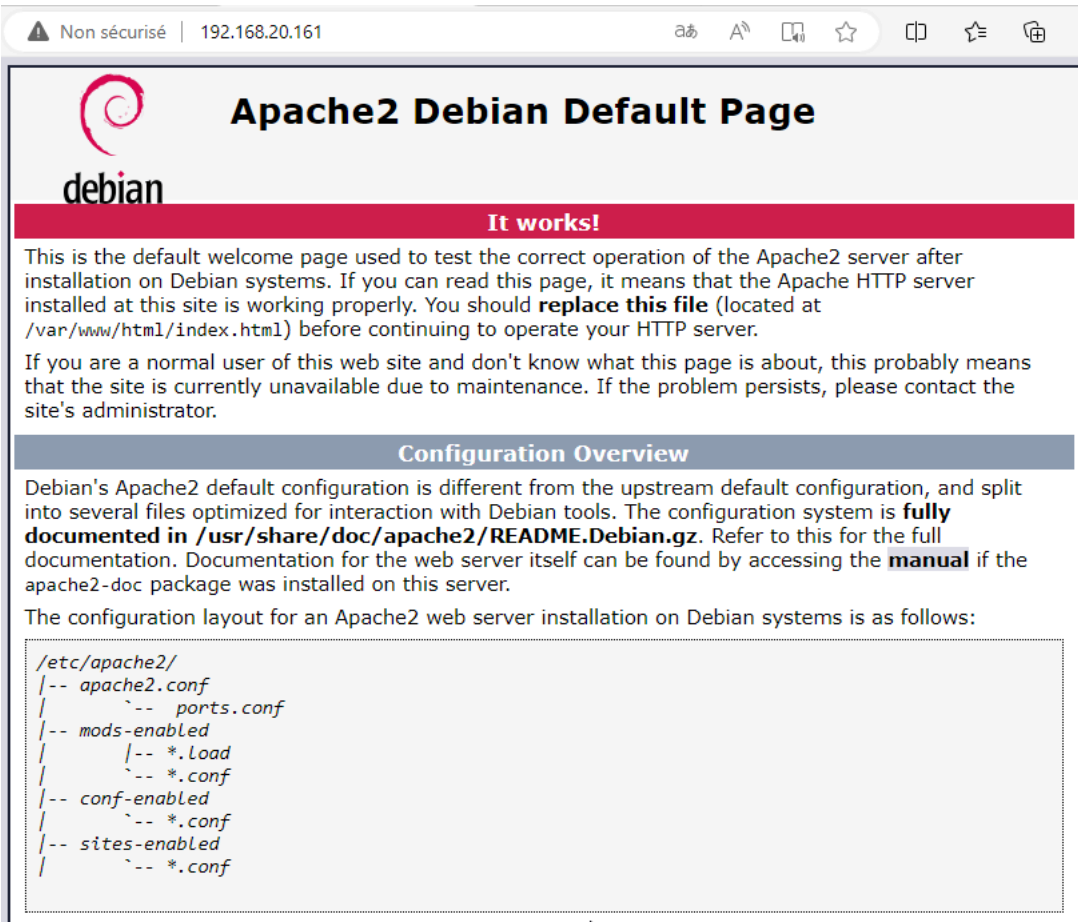 Non sécurisé | 192.168.20.161
Apache2 Debian Default Page
debian
It works!
This is the default welcome page used to test the correct operation of the Apache2 server after
installation on Debian systems. If you can read this page, it means that the Apache HTTP server
installed at this site is working properly. You should replace this file (located at
/var/www/html/index.html) before continuing to operate your HTTP server.
If you are a normal user of this web site and don't know what this page is about, this probably means
that the site is currently unavailable due to maintenance. If the problem persists, please contact the
site's administrator.
Configuration Overview
Debian's Apache2 default configuration is different from the upstream default configuration, and split
into several files optimized for interaction with Debian tools. The configuration system is fully
documented in /usr/share/doc/apache2/README.Debian.gz. Refer to this for the full
documentation. Documentation for the web server itself can be found by accessing the manual if the
apache2-doc package was installed on this server.
The configuration layout for an Apache2 web server installation on Debian systems is as follows:
/etc/apache2/
|-- apache2.conf
|       `--  ports.conf
|-- mods-enabled
|       |-- *.load
|       `-- *.conf
|-- conf-enabled
|       `-- *.conf
|-- sites-enabled
|       `-- *.conf